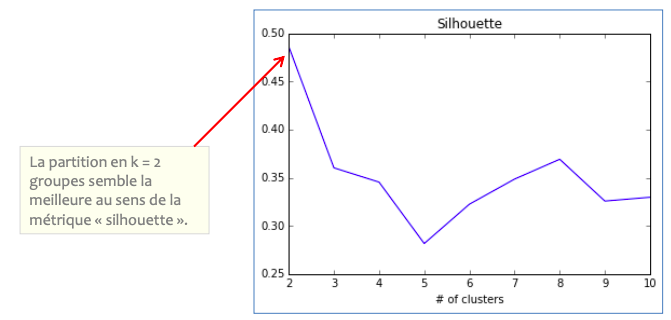 Silhouette
0.50
0.45
0.40
0.35
0.30
0.25
2 3 4 5 6 7 8 9 10
# of clusters
La partition en k = 2
groupes semble la
meilleure au sens de la
métrique « silhouette ».